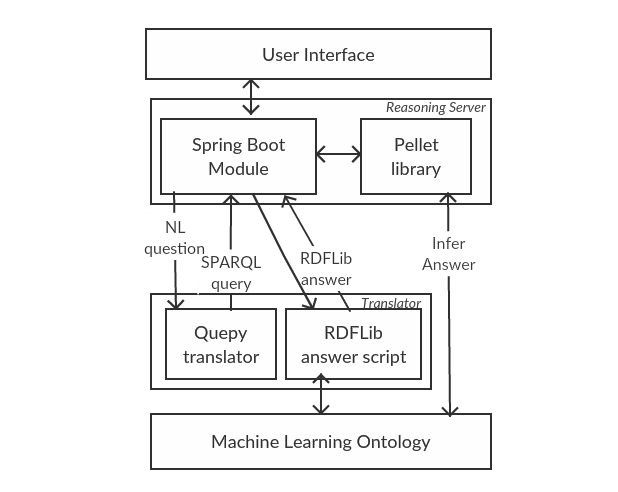 User Interface
Reasoning Server
Spring Boot
Module
Pellet
library
NL
question
SPARQL
query
RDFLib
answer
Infer
Answer
Translator
Quepy
translator
RDFLib
answer script
Machine Learning Ontology